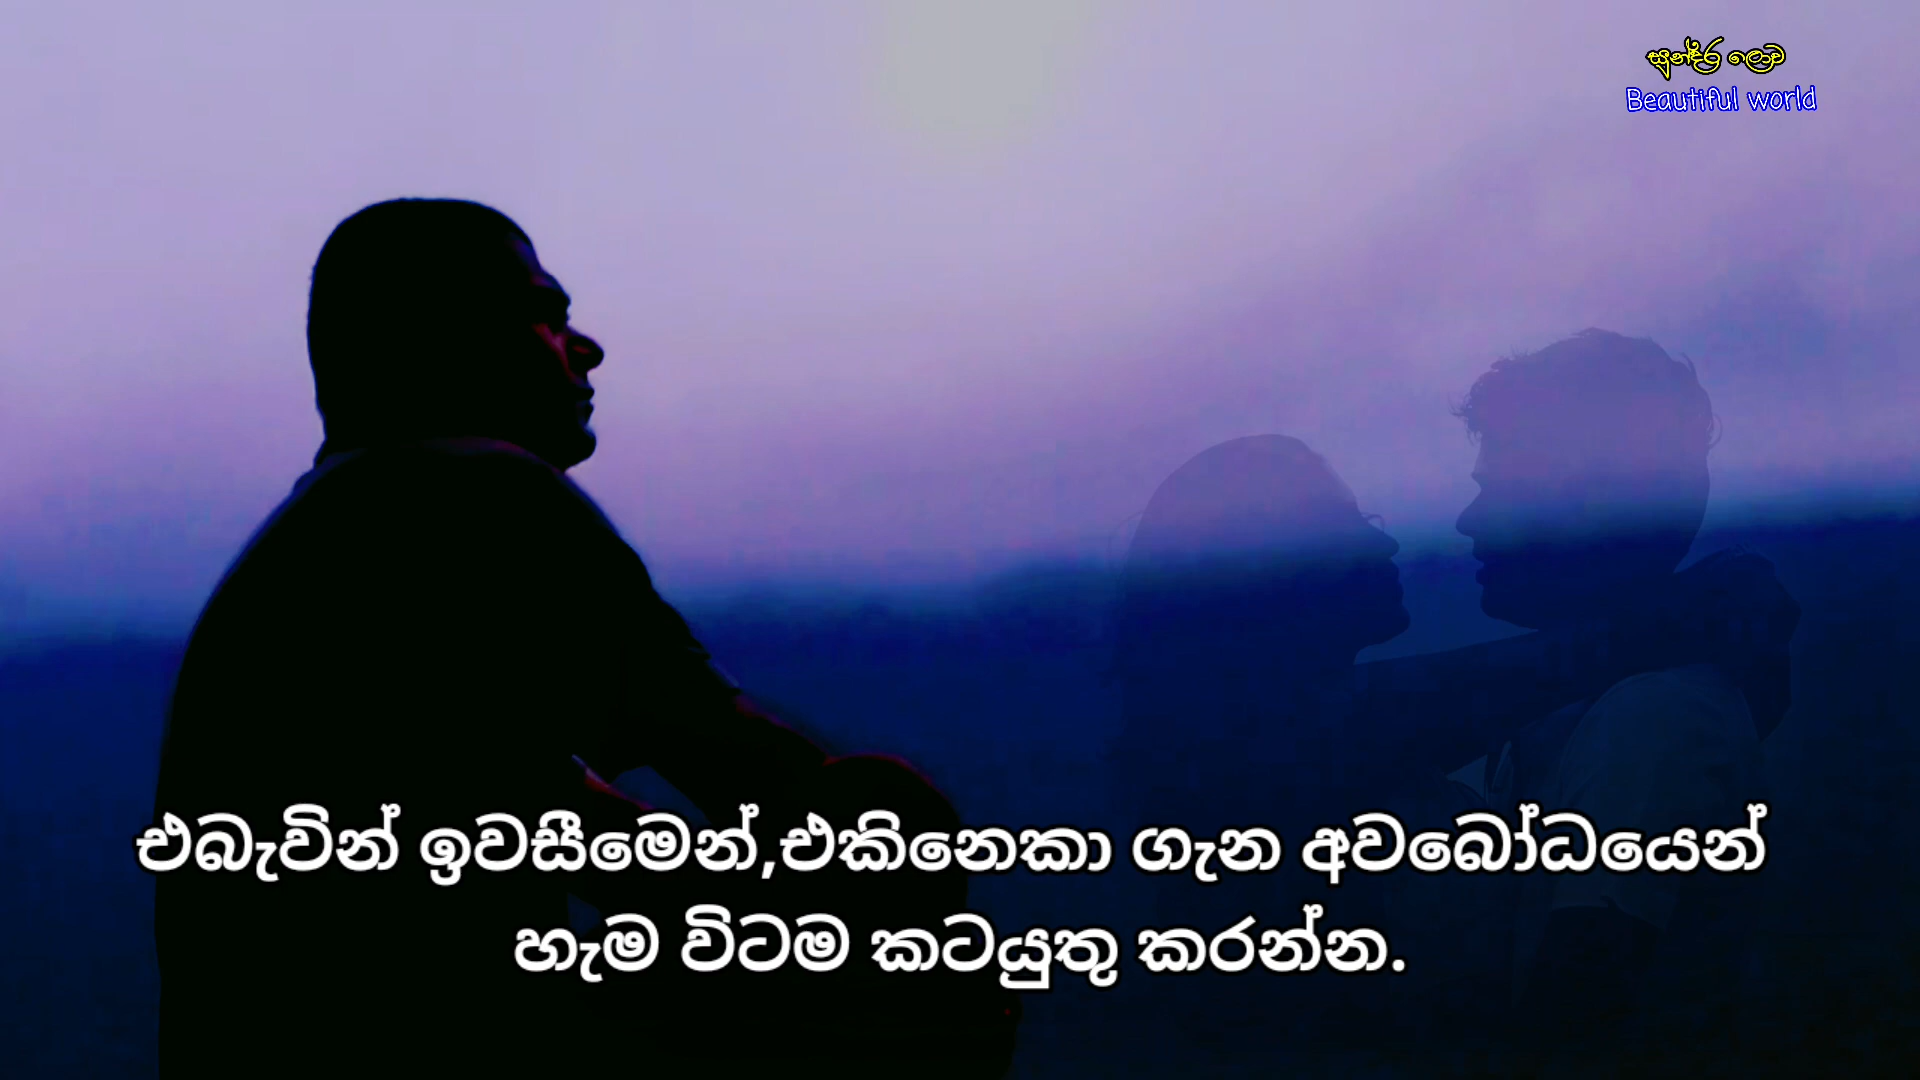 සුන්දර ලොව
Beautiful world
එබැවින් ඉවසීමෙන්,එකිනෙකා ගැන අවබෝධයෙන්
හැම විටම කටයුතු කරන්න.